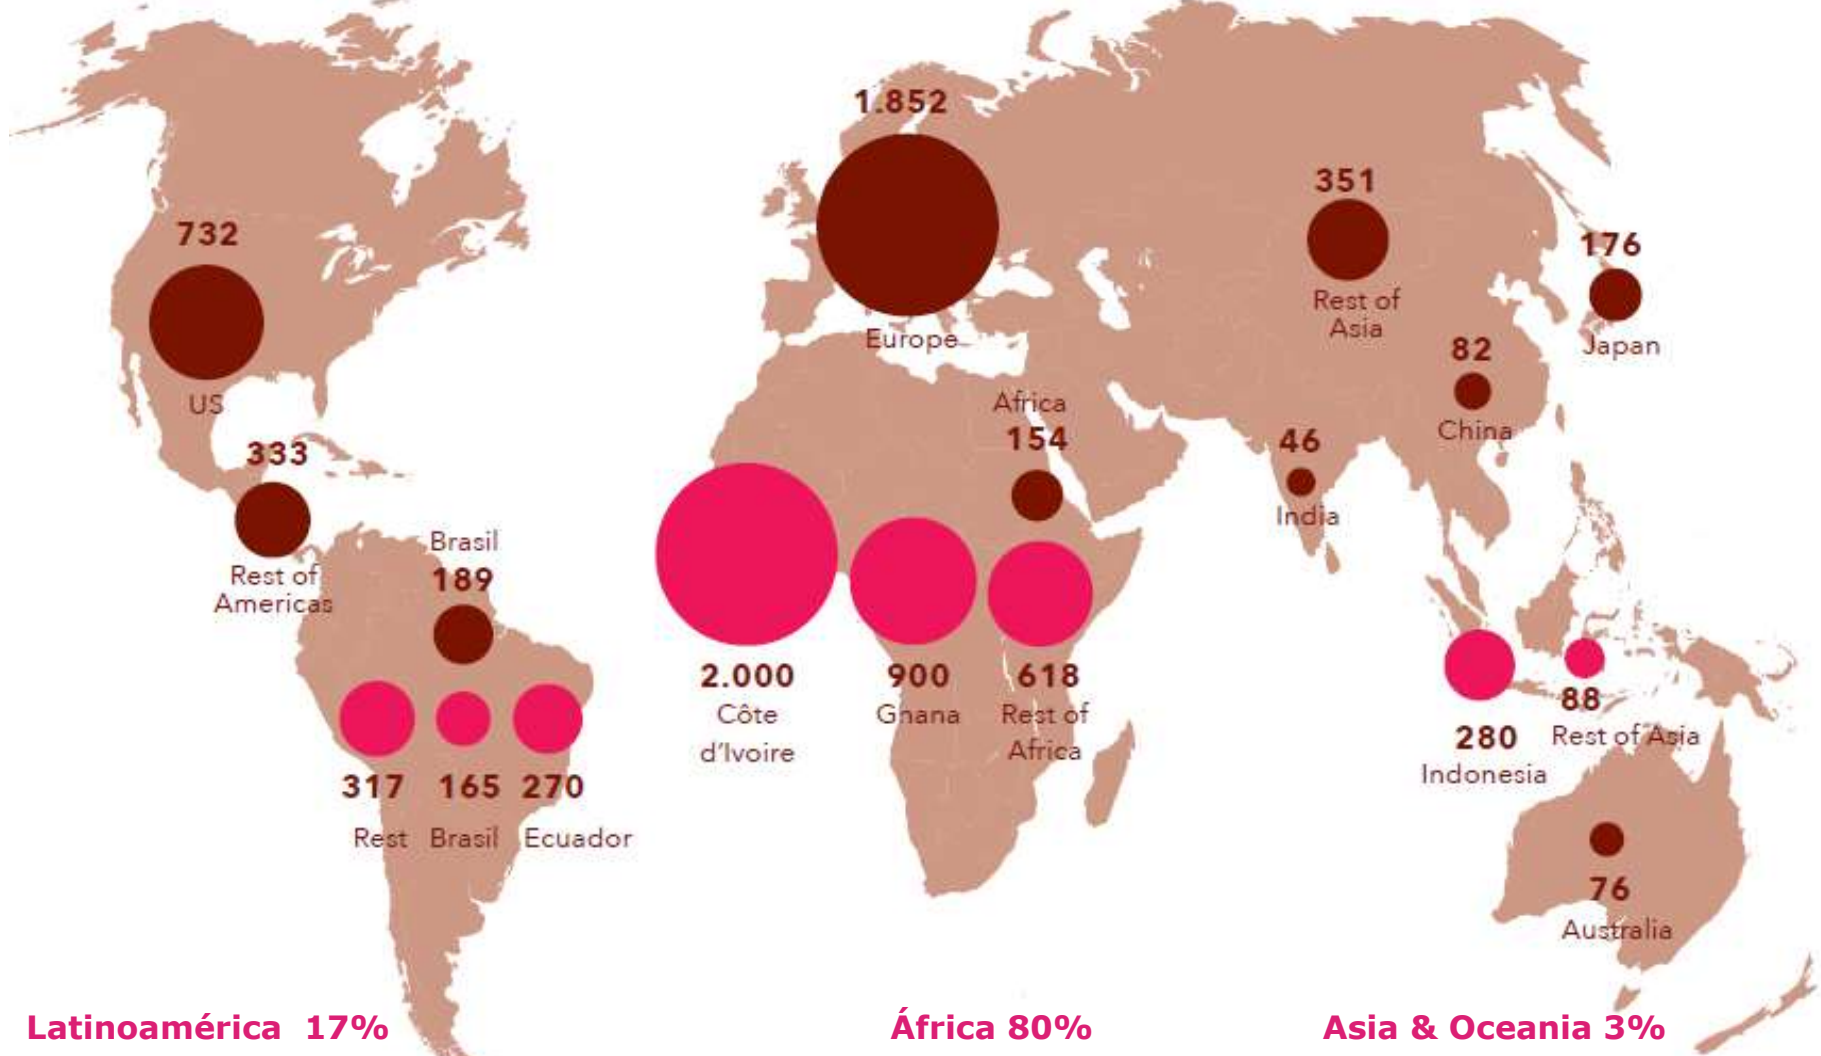 732
US
333
Rest of
Americas
Brasil
189
317
Rest
165
Brasil
270
Ecuador
1.852
Europe
Africa
154
2.000
Côte
d'Ivoire
900
Ghana
618
Rest of
Africa
351
Rest of
Asia
176
Japan
82
China
46
India
280
Indonesia
88
Rest of Asia
76
Australia
Latinoamérica 17%
África 80%
Asia & Oceania 3%